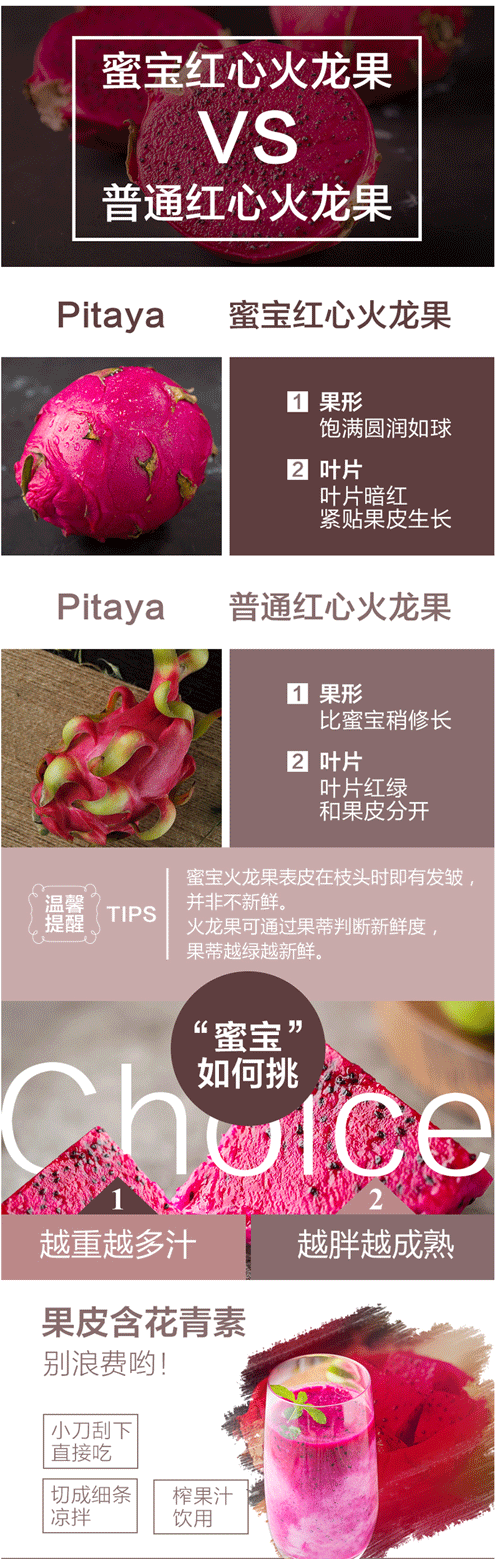 蜜宝红心火龙果
VS
普通红心火龙果
Pitaya 蜜宝红心火龙果
1 果形
饱满圆润如球
2 叶片
叶片暗红
紧贴果皮生长
Pitaya 普通红心火龙果
1 果形
比蜜宝稍修长
2 叶片
叶片红绿
和果皮分开
温馨
提醒
TIPS
蜜宝火龙果表皮在枝头时即有发皱，
并非不新鲜。
火龙果可通过果蒂判断新鲜度，
果蒂越绿越新鲜。
“蜜宝”
如何挑
Choice
1
越重越多汁
2
越胖越成熟
果皮含花青素
别浪费哟！
小刀刮下
直接吃
切成细条
凉拌
榨果汁
饮用